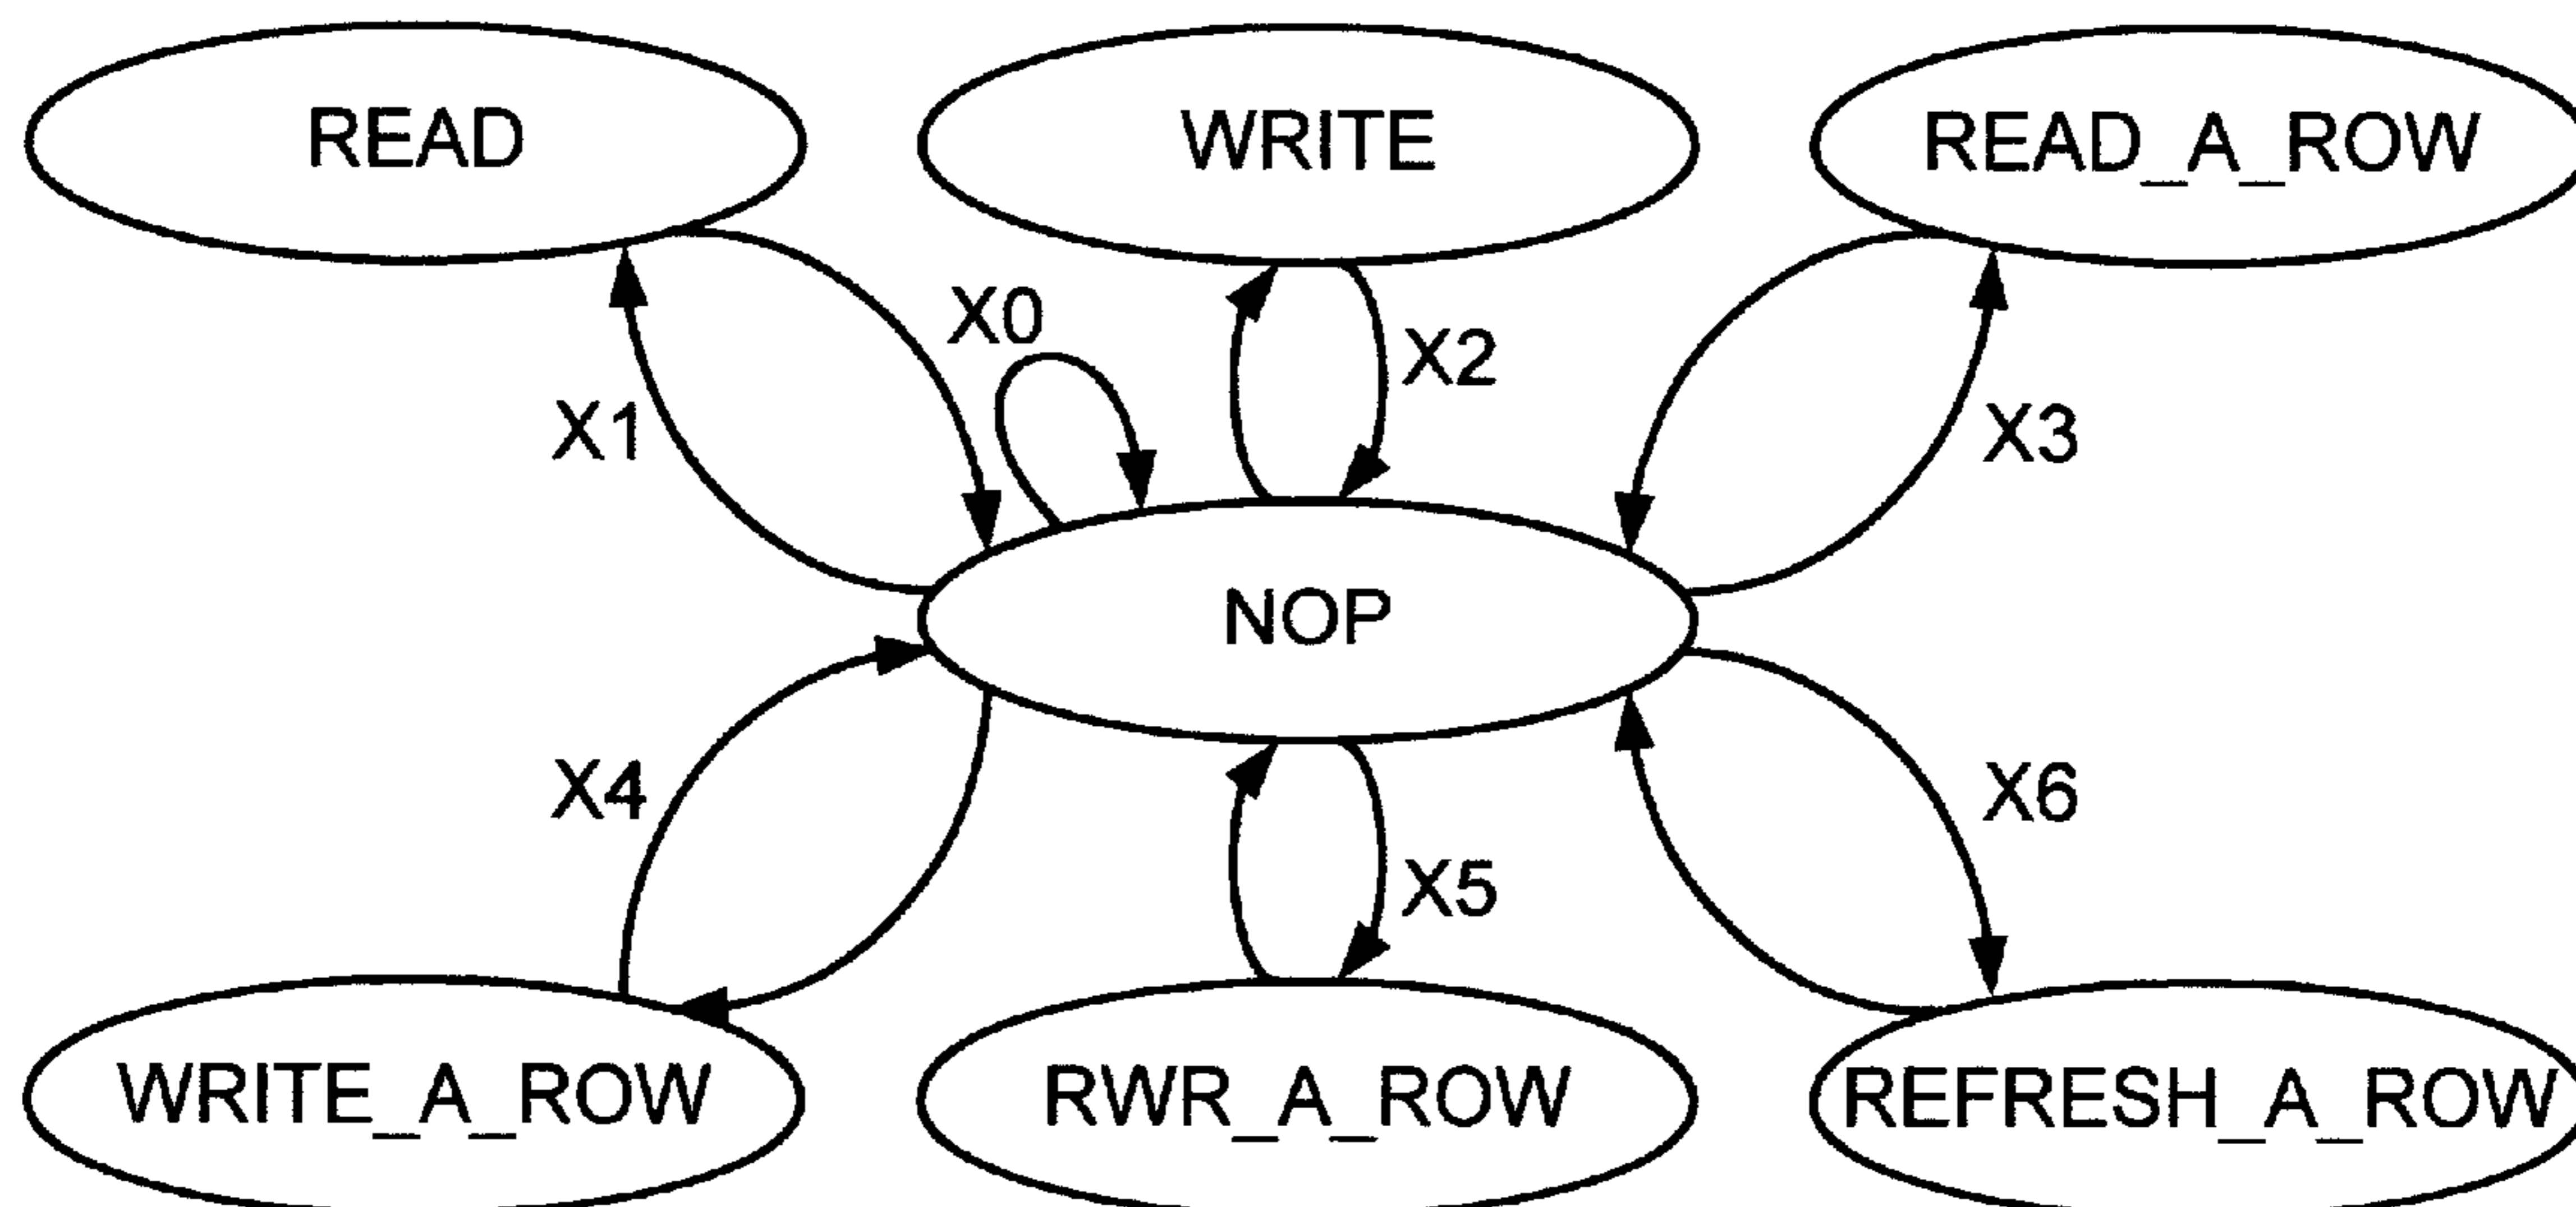 READ
WRITE
READ_A_ROW
X0
X1
X2
X3
NOP
X4
X5
X6
WRITE_A_ROW
RWR_A_ROW
REFRESH_A_ROW